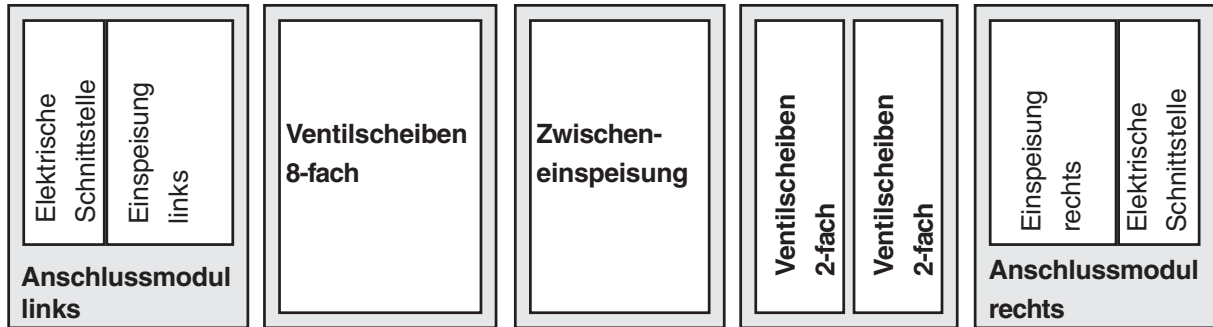 Elektrische
Schnittstelle
Einspeisung
links
Anschlussmodul
links
Ventilscheiben
8-fach
Zwischen-
einspeisung
Ventilscheiben
2-fach
Ventilscheiben
2-fach
Einspeisung
rechts
Elektrische
Schnittstelle
Anschlussmodul
rechts